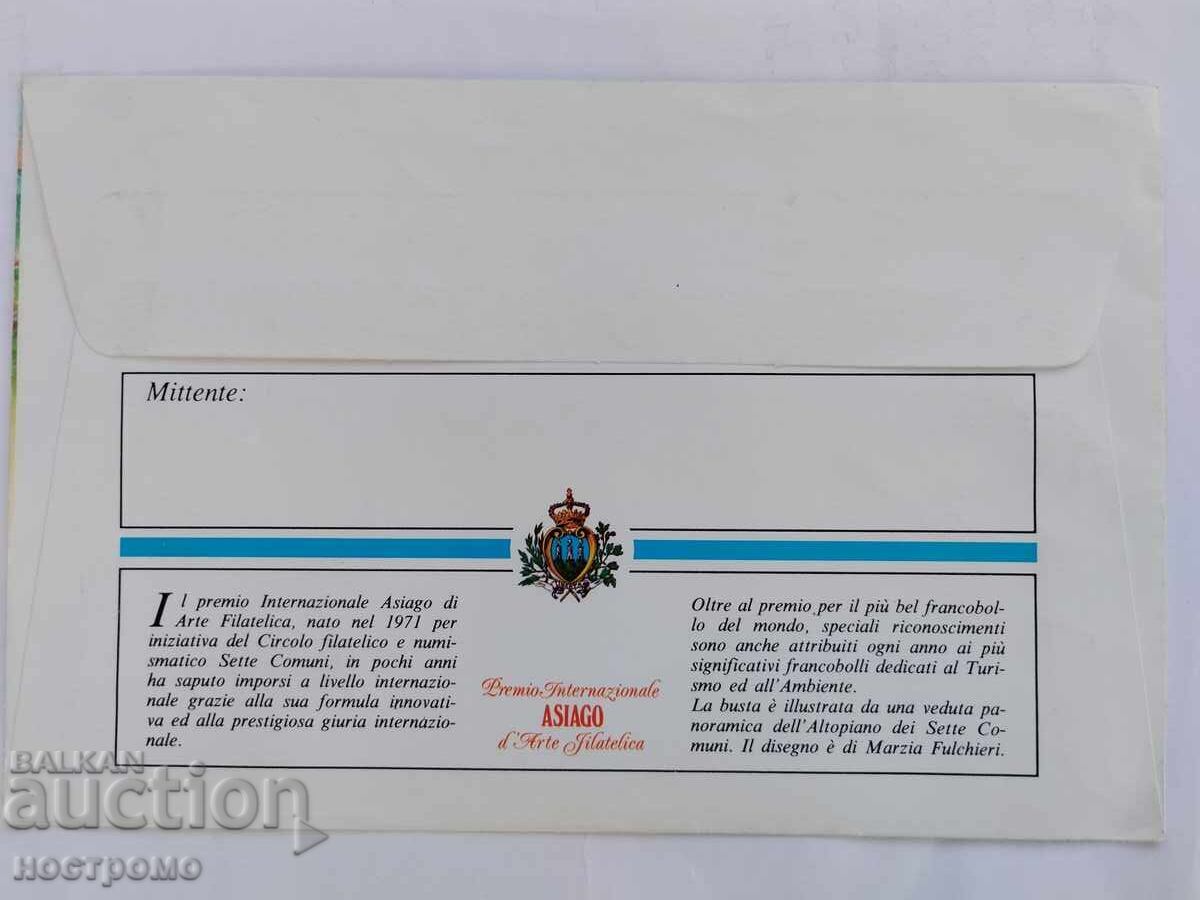 Mittente:
Il premio Internazionale Asiago di
Arte Filatelica, nato nel 1971 per
iniziativa del Circolo filatelico e numi-
smatico Sette Comuni, in pochi anni
ha saputo imporsi a livello internazio-
nale grazie alla sua formula innovati-
va ed alla prestigiosa giuria internazio-
nale.
Premio Internazionale
ASIAGO
d'Arte Filatelica
Oltre al premio per il più bel francobol-
lo del mondo, speciali riconoscimenti
sono anche attribuiti ogni anno ai più
significativi francobolli dedicati al Turi-
smo ed all'Ambiente.
La busta è illustrata da una veduta pa-
noramica dell'Altopiano dei Sette Co-
muni. Il disegno è di Marzia Fulchieri.
BALKAN
auction
ностромо